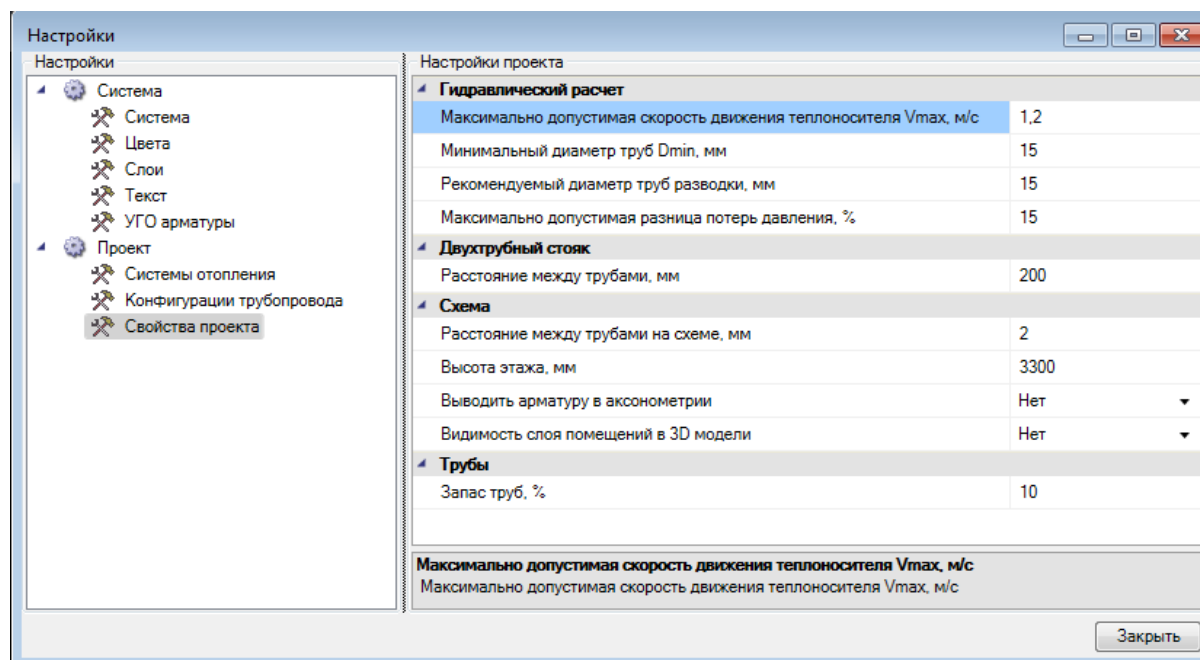 Настройки
Настройки
Система
Система
Цвета
Слои
Текст
УГО арматуры
Проект
Системы отопления
Конфигурации трубопровода
Свойства проекта
Настройки проекта
Гидравлический расчет
Максимально допустимая скорость движения теплоносителя Vmax, м/с 1,2
Минимальный диаметр труб Dmin, мм 15
Рекомендуемый диаметр труб разводки, мм 15
Максимально допустимая разница потерь давления, % 15
Двухтрубный стояк
Расстояние между трубами, мм 200
Схема
Расстояние между трубами на схеме, мм 2
Высота этажа, мм 3300
Выводить арматуру в аксонометрии Нет
Видимость слоя помещений в 3D модели Нет
Трубы
Запас труб, % 10
Максимально допустимая скорость движения теплоносителя Vmax, м/с
Максимально допустимая скорость движения теплоносителя Vmax, м/с
Закрыть